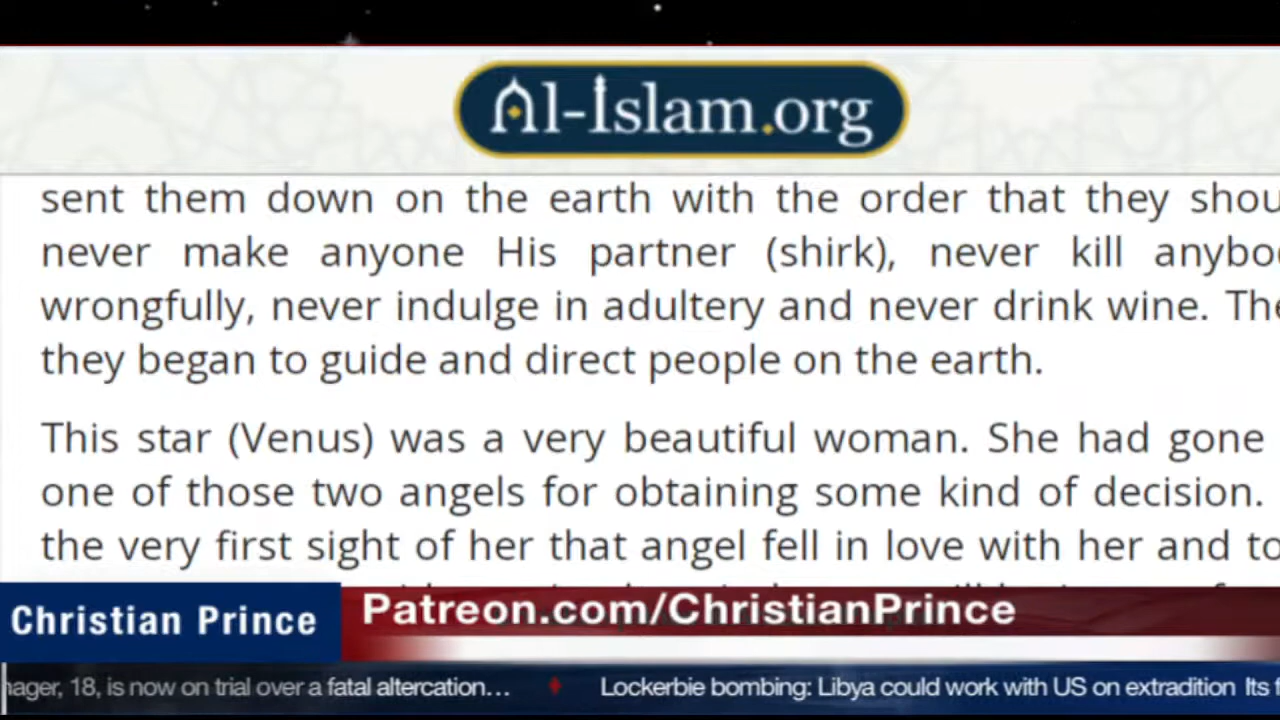 Al-Islam.org
sent them down on the earth with the order that they shou
never make anyone His partner (shirk), never kill anybo
wrongfully, never indulge in adultery and never drink wine. The
they began to guide and direct people on the earth.
This star (Venus) was a very beautiful woman. She had gone
one of those two angels for obtaining some kind of decision.
the very first sight of her that angel fell in love with her and to
Christian Prince
Patreon.com/ChristianPrince
nager, 18, is now on trial over a fatal altercation... Lockerbie bombing: Libya could work with US on extradition Its f